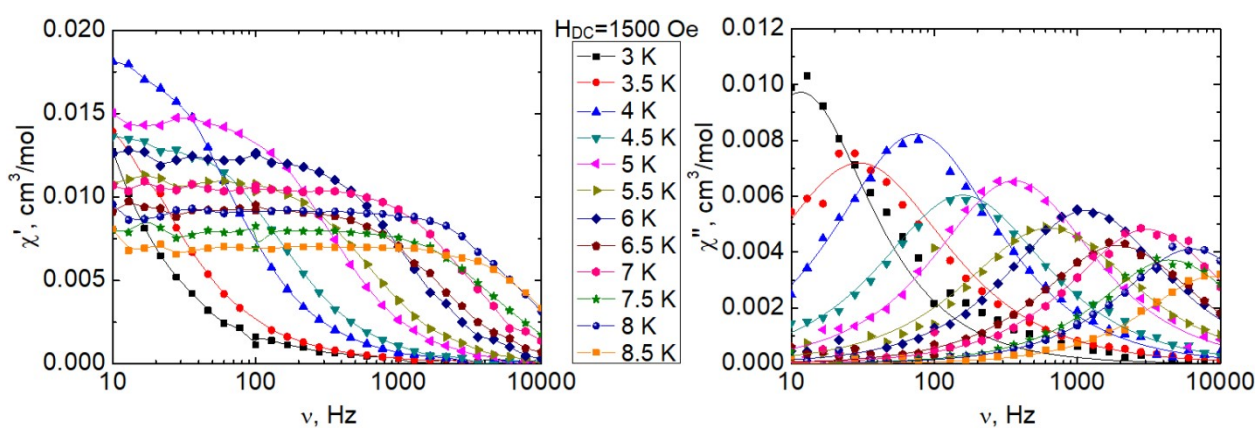 0.020
0.015
0.010
0.005
0.000
10
100
1000
10000
χ', cm³/mol
ν, Hz
H_DC=1500 Oe
3 K
3.5 K
4 K
4.5 K
5 K
5.5 K
6 K
6.5 K
7 K
7.5 K
8 K
8.5 K
0.012
0.010
0.008
0.006
0.004
0.002
0.000
10
100
1000
10000
χ'', cm³/mol
ν, Hz